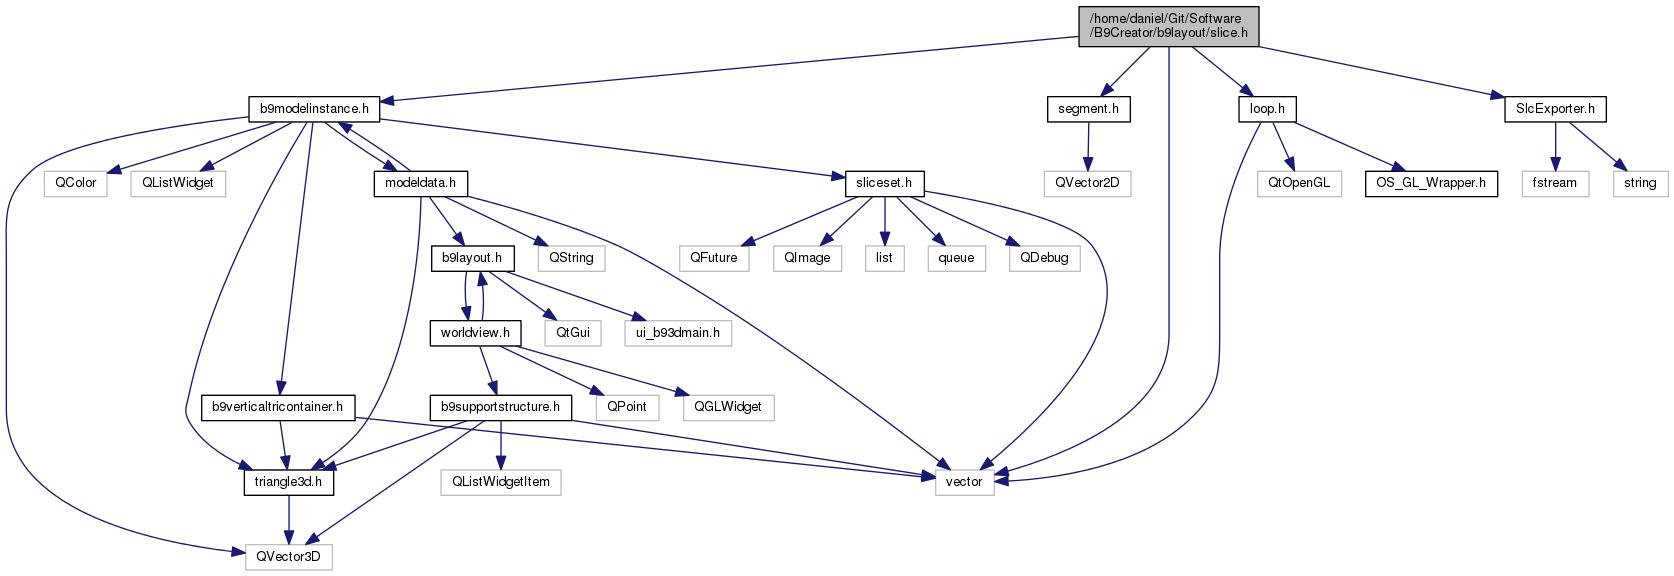 /home/daniel/Git/Software
/B9Creator/b9layout/slice.h
b9modelinstance.h
segment.h
loop.h
SlcExporter.h
QColor
QListWidget
modeldata.h
sliceset.h
QVector2D
QtOpenGL
OS_GL_Wrapper.h
fstream
string
b9layout.h
QString
QFuture
QImage
list
queue
QDebug
worldview.h
QtGui
ui_b93dmain.h
b9verticaltricontainer.h
b9supportstructure.h
QPoint
QGLWidget
triangle3d.h
QListWidgetItem
vector
QVector3D